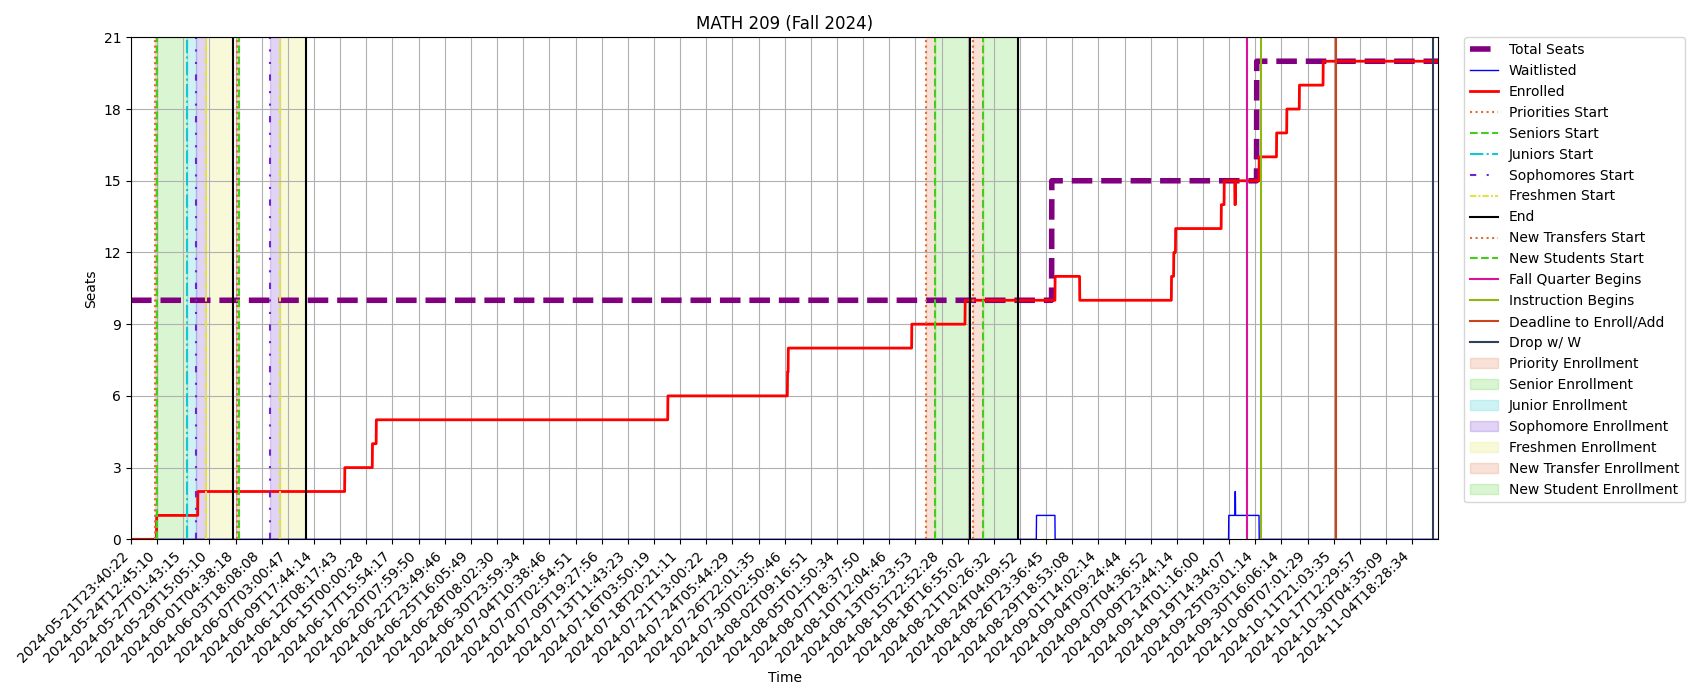 MATH 209 (Fall 2024)
21
18
15
12
9
6
3
0
Seats
2024-05-21T23:40:22
2024-05-24T12:45:10
2024-05-27T01:43:15
2024-05-29T15:05:10
2024-06-01T04:38:18
2024-06-03T18:08:09
2024-06-07T03:00:47
2024-06-09T17:44:14
2024-06-12T08:17:43
2024-06-15T00:00:28
2024-06-17T15:54:17
2024-06-20T07:59:50
2024-06-22T23:49:46
2024-06-25T16:05:49
2024-06-28T08:02:30
2024-06-30T23:59:34
2024-07-04T10:38:46
2024-07-07T02:54:51
2024-07-09T19:27:56
2024-07-13T11:43:23
2024-07-16T03:50:19
2024-07-18T20:21:11
2024-07-21T13:00:22
2024-07-24T05:44:29
2024-07-26T22:01:35
2024-07-30T02:50:46
2024-08-02T09:16:51
2024-08-05T01:50:34
2024-08-07T18:37:50
2024-08-10T12:04:46
2024-08-13T05:23:53
2024-08-15T22:52:28
2024-08-18T16:55:02
2024-08-21T10:26:32
2024-08-24T04:09:52
2024-08-26T23:36:45
2024-08-29T18:53:08
2024-09-01T14:02:14
2024-09-04T09:24:44
2024-09-07T04:36:52
2024-09-09T23:44:14
2024-09-14T01:16:00
2024-09-19T14:34:07
2024-09-25T03:01:14
2024-09-30T16:06:14
2024-10-06T07:01:29
2024-10-11T21:03:35
2024-10-17T12:29:57
2024-10-30T04:35:09
2024-11-04T18:28:34
Time
Total Seats
Waitlisted
Enrolled
Priorities Start
Seniors Start
Juniors Start
Sophomores Start
Freshmen Start
End
New Transfers Start
New Students Start
Fall Quarter Begins
Instruction Begins
Deadline to Enroll/Add
Drop w/ W
Priority Enrollment
Senior Enrollment
Junior Enrollment
Sophomore Enrollment
Freshmen Enrollment
New Transfer Enrollment
New Student Enrollment